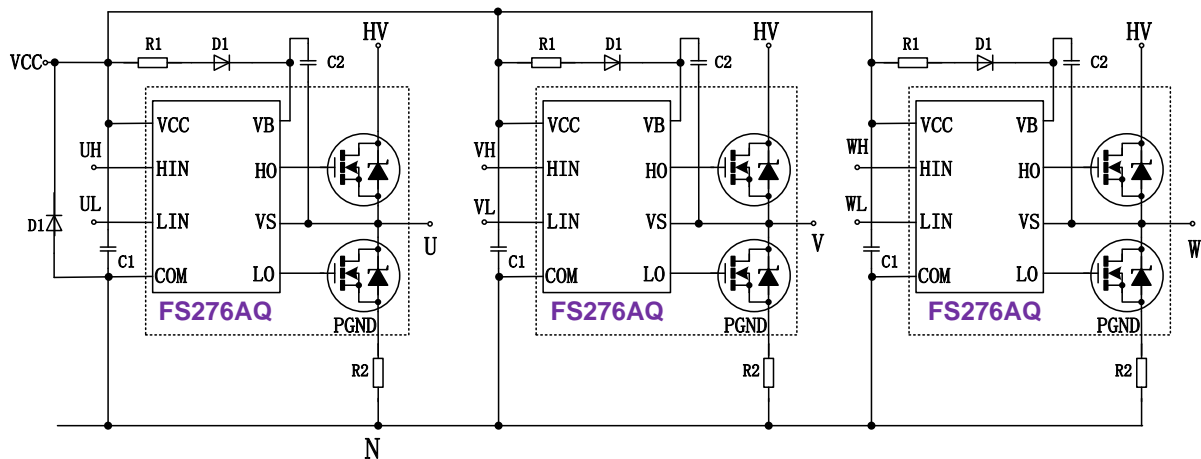 HV
HV
HV
R1
D1
C2
R1
D1
C2
R1
D1
C2
VCC
VCC
VB
VCC
VB
VCC
VB
UH
HIN
HO
VH
HIN
HO
WH
HIN
HO
UL
LIN
VS
VL
LIN
VS
WL
LIN
VS
D1
U
V
W
C1
COM
LO
C1
COM
LO
C1
COM
LO
FS276AQ
PGND
FS276AQ
PGND
FS276AQ
PGND
R2
R2
R2
N